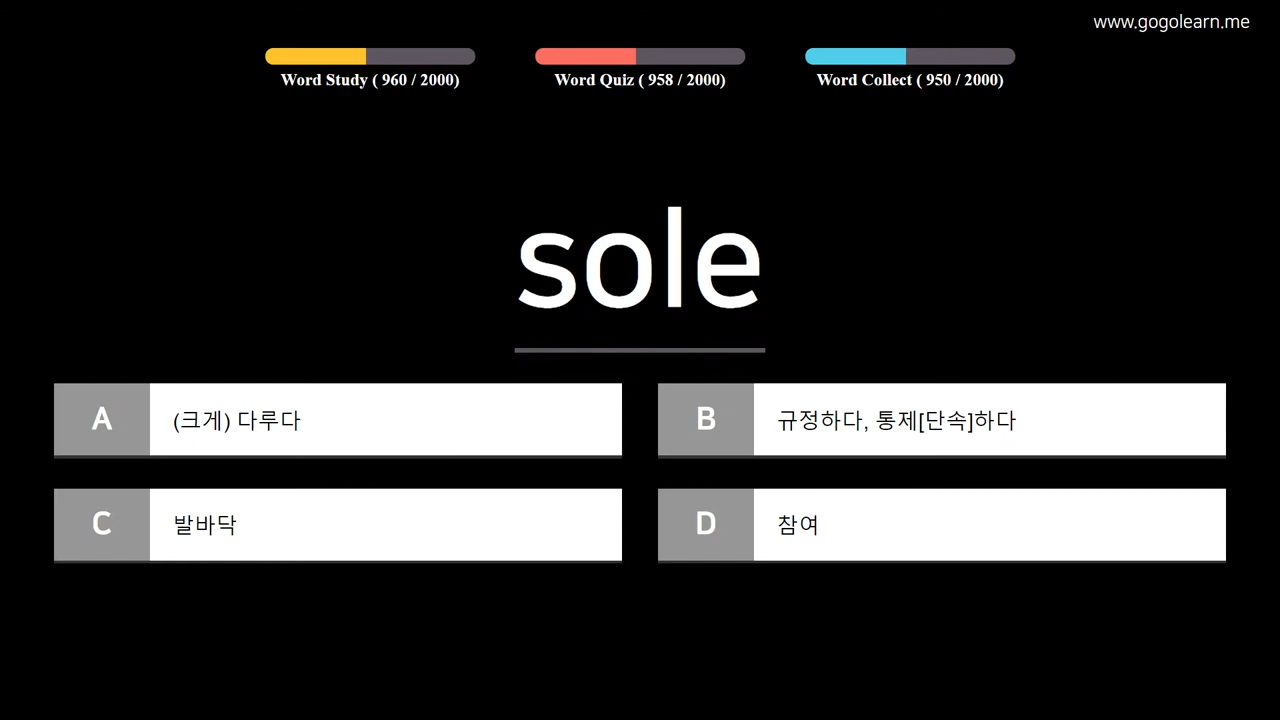 www.gogolearn.me
Word Study ( 960 / 2000)
Word Quiz ( 958 / 2000)
Word Collect ( 950 / 2000)
sole
A (크게) 다루다
B 규정하다, 통제[단속]하다
C 발바닥
D 참여